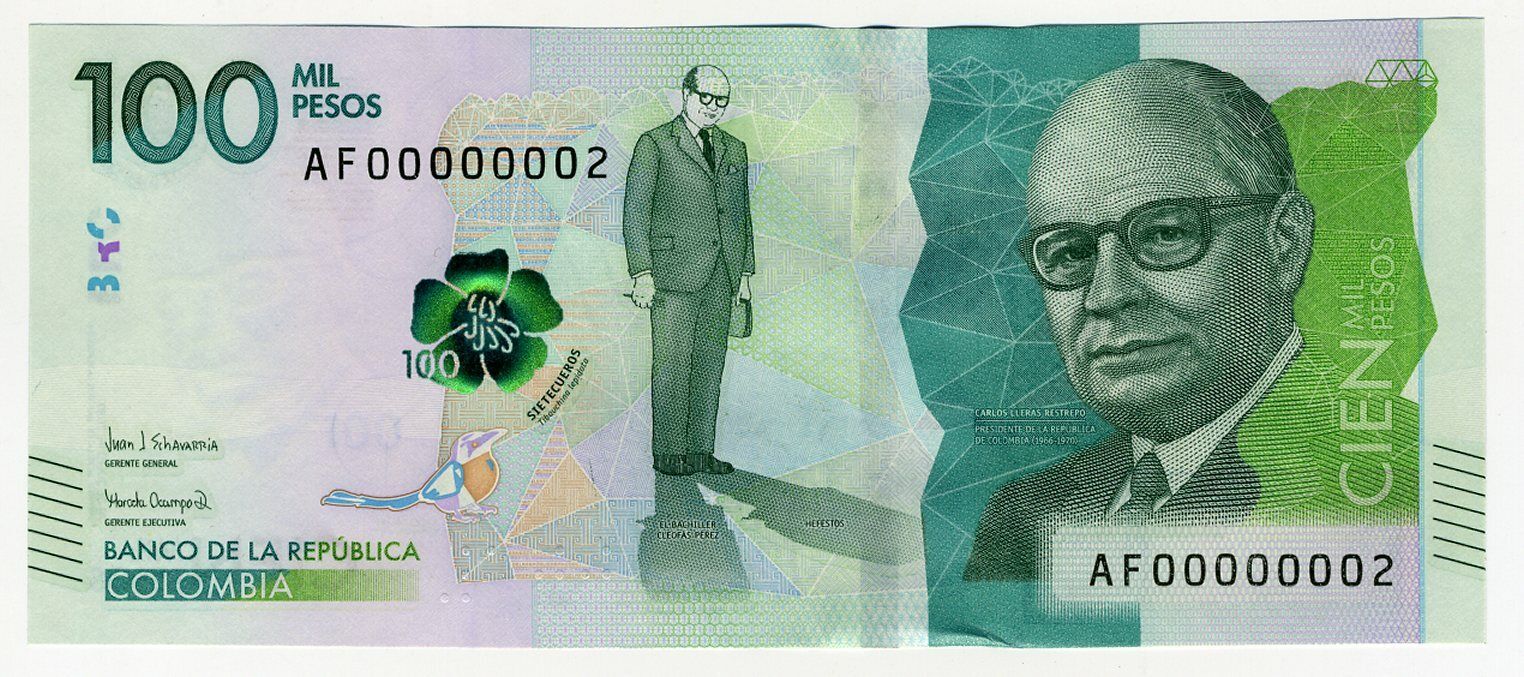 100
MIL
PESOS
AF00000002
100
SIETECUEROS
Tibouchina lepidota
Juan J Echavarria
GERENTE GENERAL
Marcela Ocampo D
GERENTE EJECUTIVA
BANCO DE LA REPÚBLICA
COLOMBIA
EL BACHILLER
CLEOFÁS PÉREZ
HEFESTOS
CARLOS LLERAS RESTREPO
PRESIDENTE DE LA REPÚBLICA
DE COLOMBIA (1966-1970)
CIEN
MIL
PESOS
AF00000002